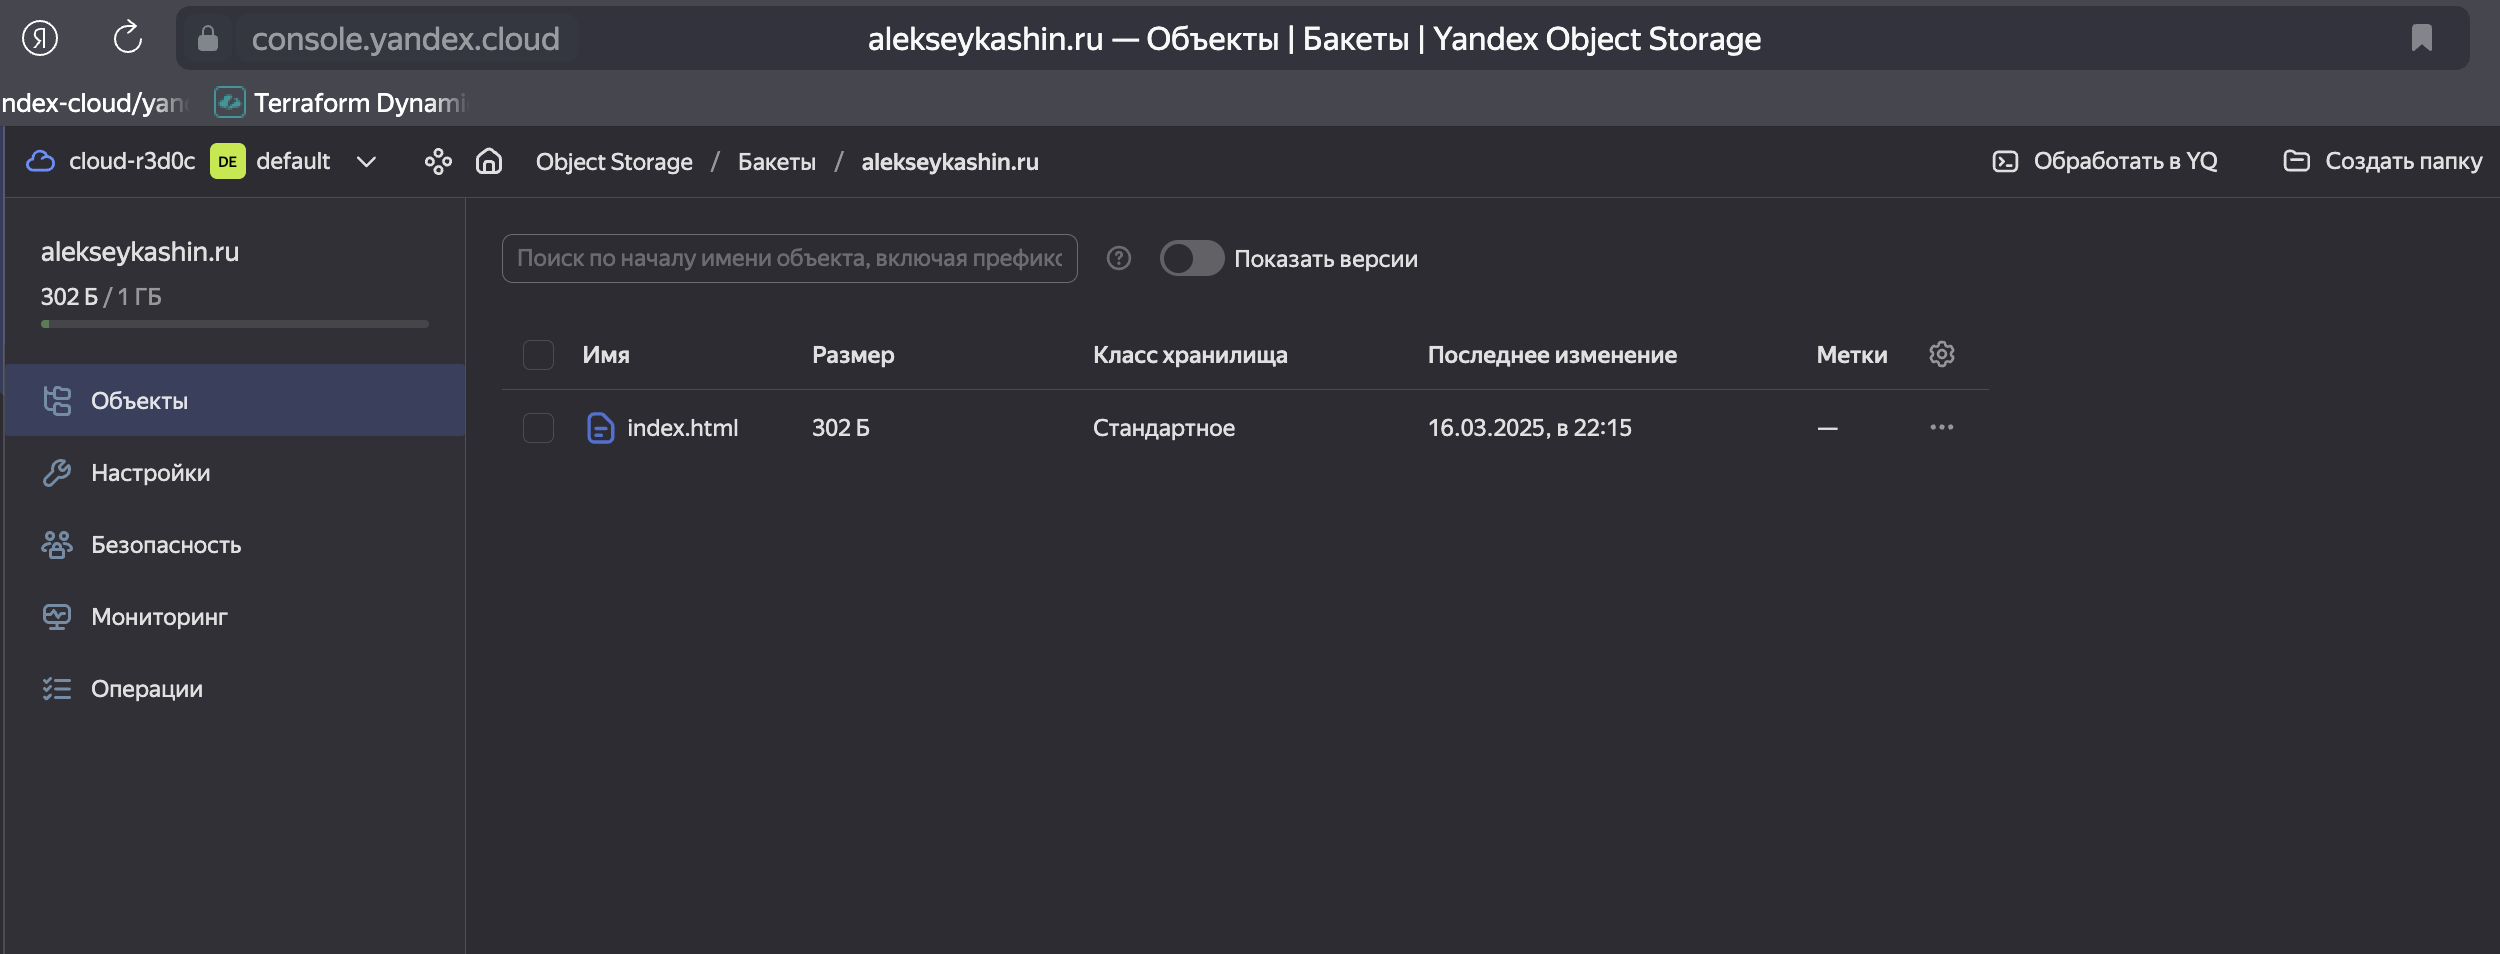 Я console.yandex.cloud alekseykashin.ru — Объекты | Бакеты | Yandex Object Storage
ndex-cloud/yan Terraform Dynami
cloud-r3d0c DE default Object Storage / Бакеты / alekseykashin.ru Обработать в YQ Создать папку
alekseykashin.ru
302 Б / 1 ГБ
Объекты
Настройки
Безопасность
Мониторинг
Операции
Поиск по началу имени объекта, включая префикс ? Показать версии
Имя Размер Класс хранилища Последнее изменение Метки
index.html 302 Б Стандартное 16.03.2025, в 22:15 — ···